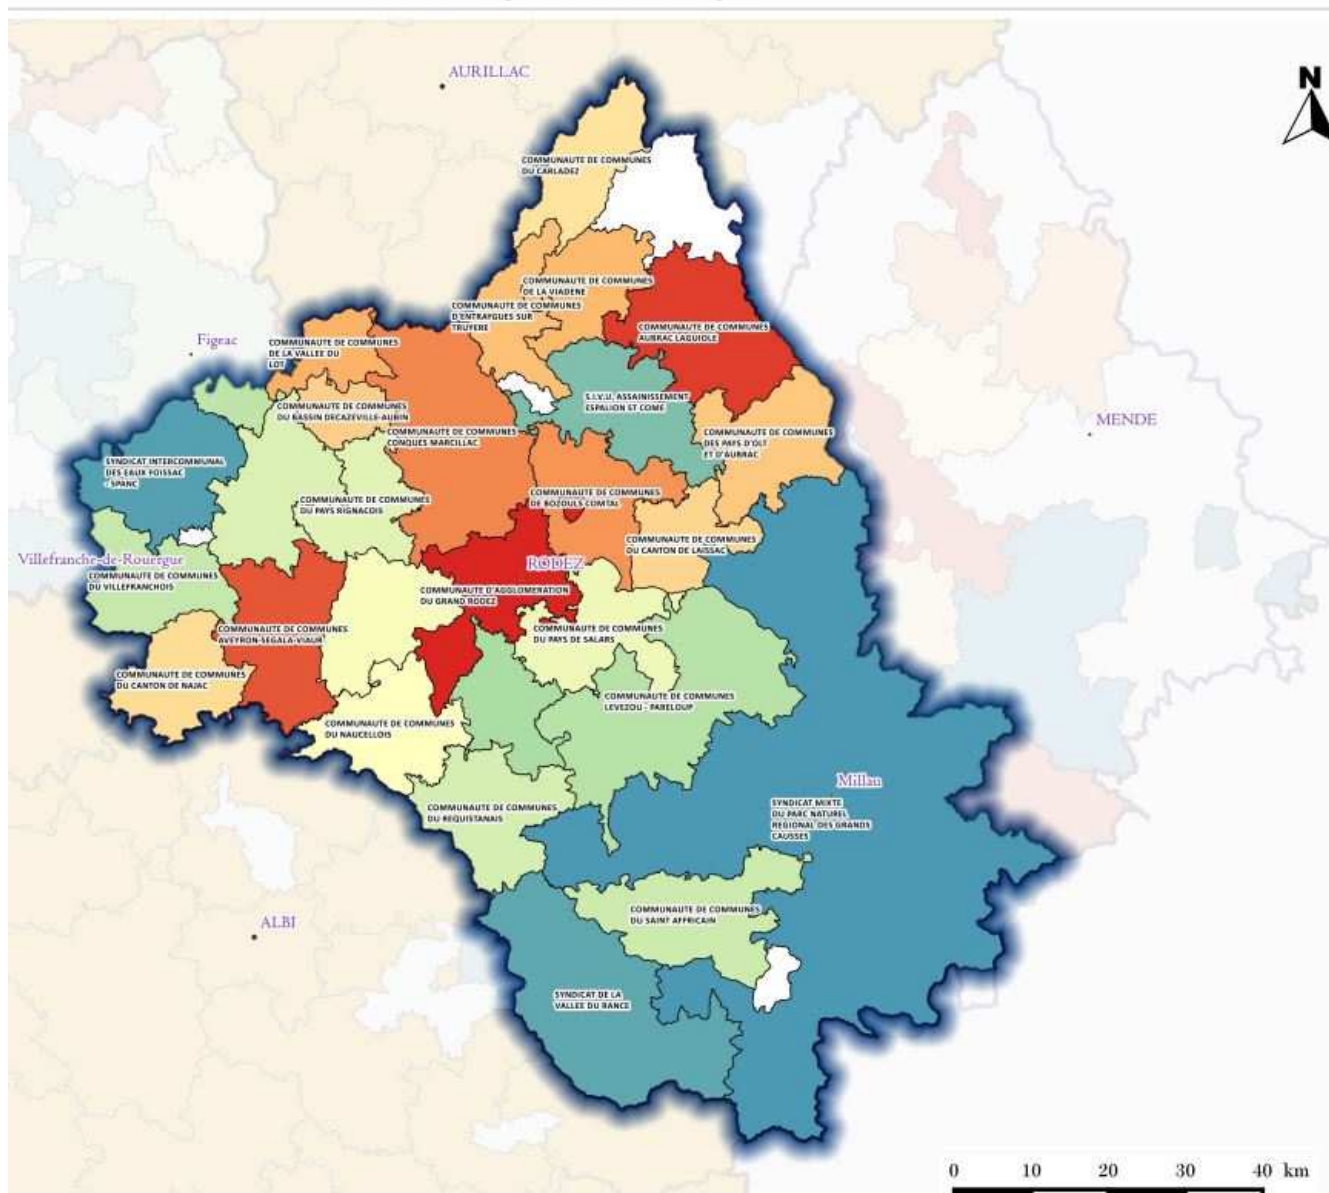 AURILLAC
N
COMMUNAUTE DE COMMUNES
DU CARLADEZ
COMMUNAUTE DE COMMUNES
DE LA VIADENE
COMMUNAUTE DE COMMUNES
D'ENTRAYGUES SUR
TRUYERE
COMMUNAUTE DE COMMUNES
AUBRAC LAGUIOLE
Figeac
COMMUNAUTE DE COMMUNES
DE LA VALLEE DU
LOT
S.I.V.U. ASSAINISSEMENT
ESPALION ST COME
COMMUNAUTE DE COMMUNES
DU BASSIN DECAZEVILLE-AUBIN
MENDE
COMMUNAUTE DE COMMUNES
CONQUES MARCILLAC
COMMUNAUTE DE COMMUNES
DES PAYS D'OLT
ET D'AUBRAC
SYNDICAT INTERCOMMUNAL
DES EAUX FOISSAC
- SPANC
COMMUNAUTE DE COMMUNES
DU PAYS RIGNACOIS
COMMUNAUTE DE COMMUNES
DE BOZOULS COMTAL
COMMUNAUTE DE COMMUNES
DU CANTON DE LAISSAC
Villefranche-de-Rouergue
RODEZ
COMMUNAUTE DE COMMUNES
DU VILLEFRANCHOIS
COMMUNAUTE D'AGGLOMERATION
DU GRAND RODEZ
COMMUNAUTE DE COMMUNES
AVEYRON-SEGALA-VIAUR
COMMUNAUTE DE COMMUNES
DU PAYS DE SALARS
COMMUNAUTE DE COMMUNES
DU CANTON DE NAJAC
COMMUNAUTE DE COMMUNES
LEVEZOU - PARELOUP
COMMUNAUTE DE COMMUNES
DU NAUCELLOIS
Millau
COMMUNAUTE DE COMMUNES
DU REQUISTANAIS
SYNDICAT MIXTE
DU PARC NATUREL
REGIONAL DES GRANDS
CAUSSES
ALBI
COMMUNAUTE DE COMMUNES
DU SAINT AFFRICAIN
SYNDICAT DE LA
VALLEE DU RANCE
0 10 20 30 40 km